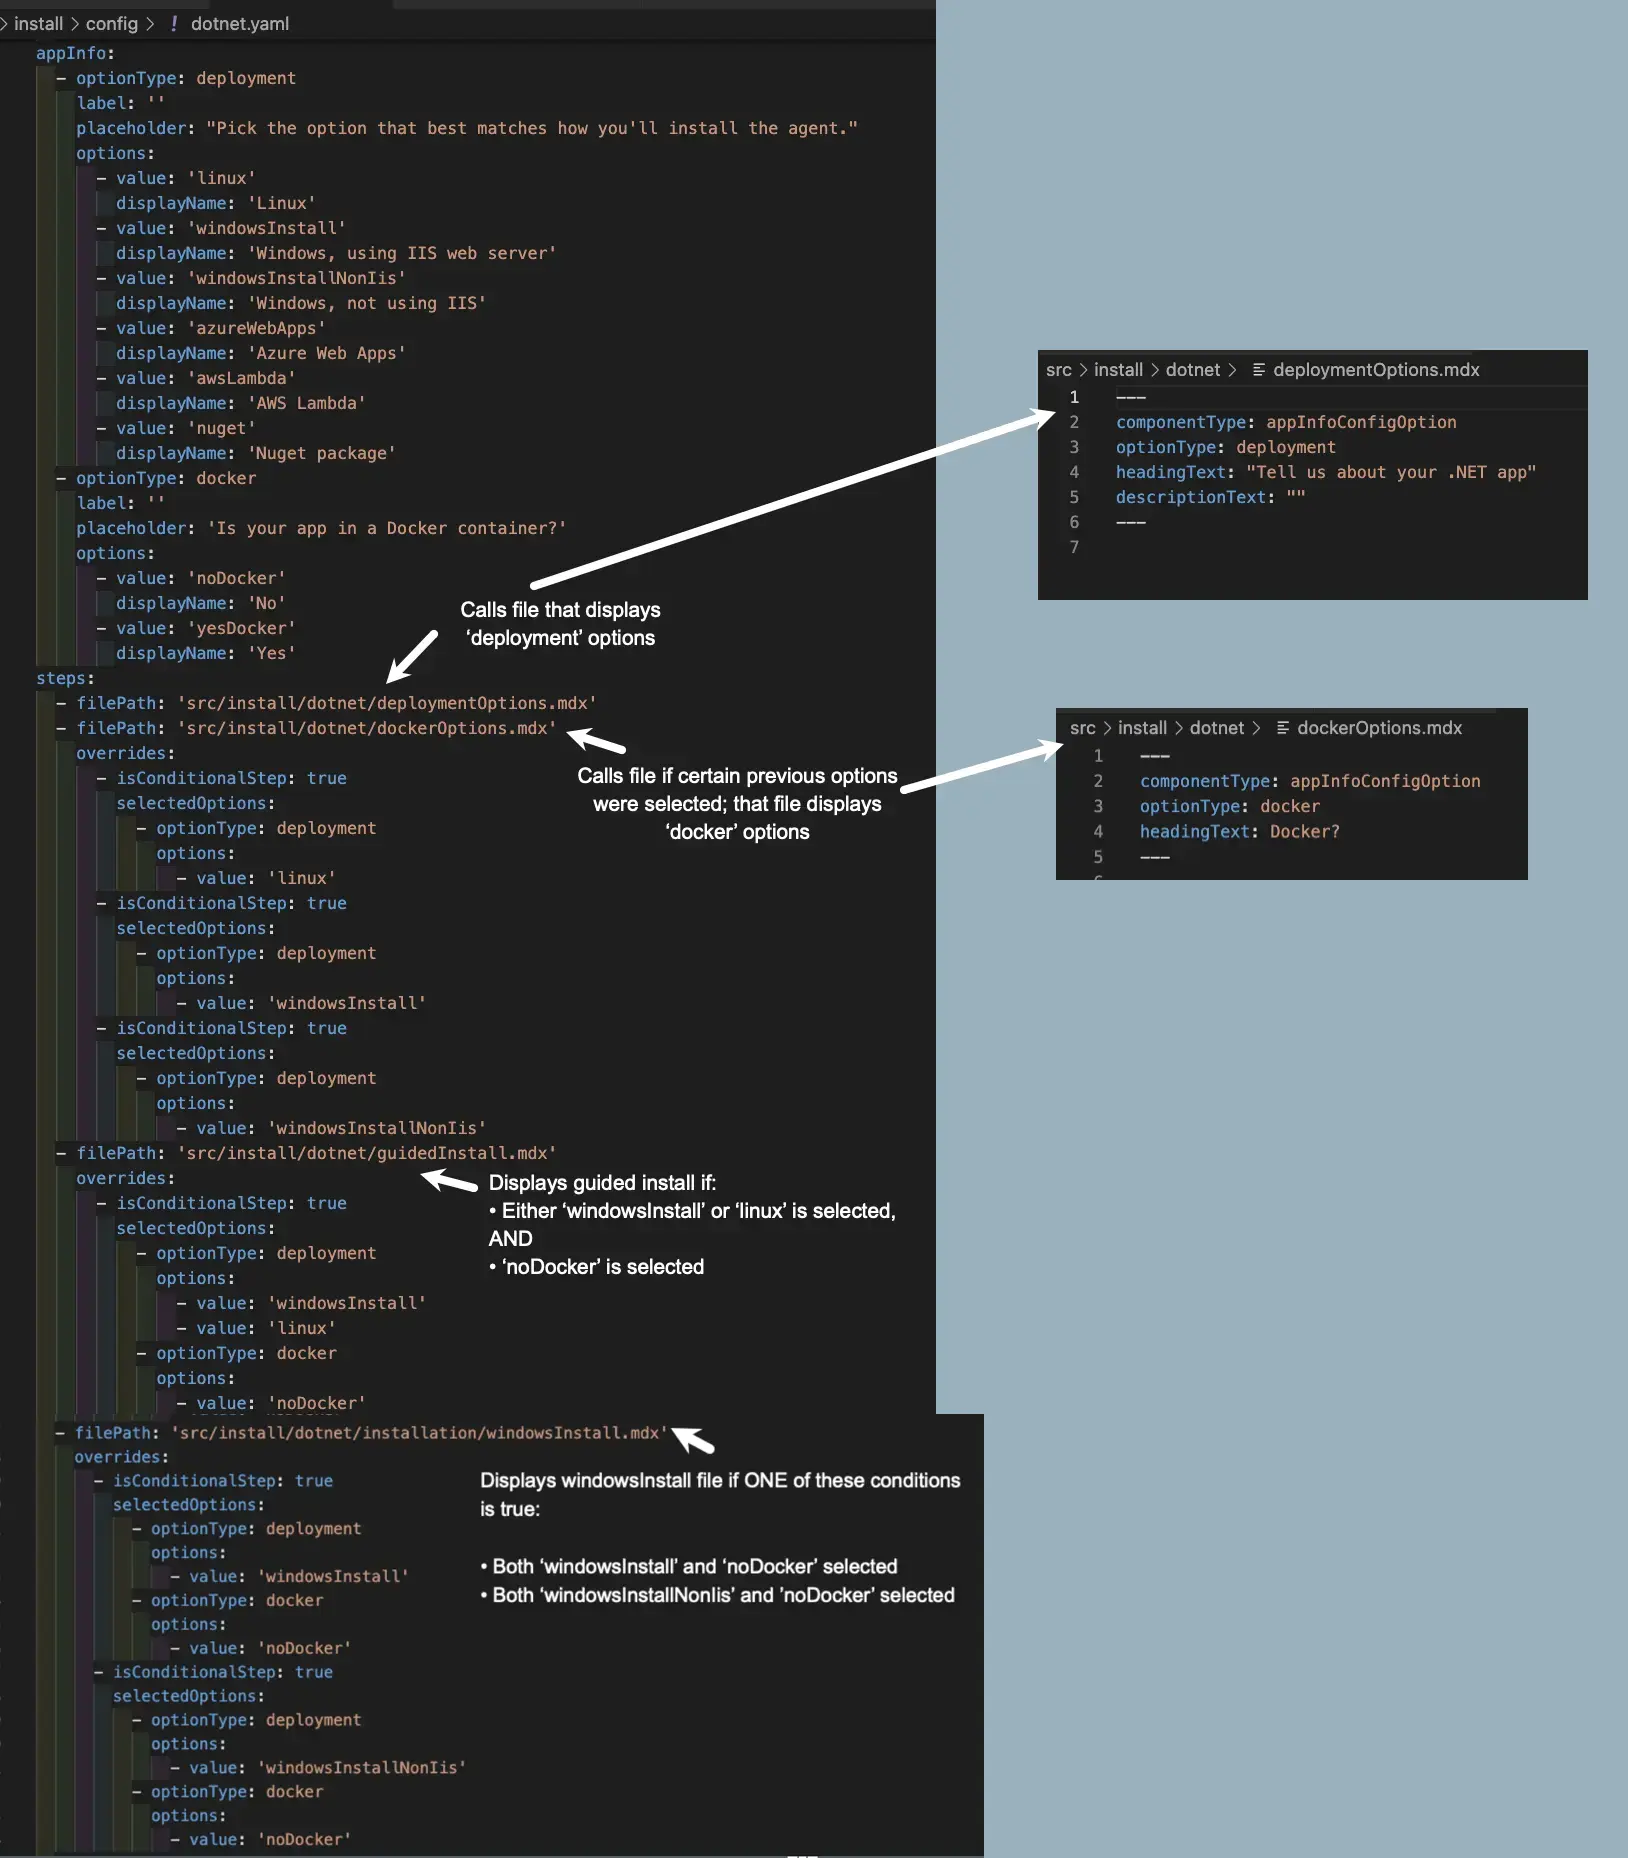 install > config > ! dotnet.yaml
appInfo:
- optionType: deployment
label: ''
placeholder: "Pick the option that best matches how you'll install the agent."
options:
- value: 'linux'
displayName: 'Linux'
- value: 'windowsInstall'
displayName: 'Windows, using IIS web server'
- value: 'windowsInstallNonIis'
displayName: 'Windows, not using IIS'
- value: 'azureWebApps'
displayName: 'Azure Web Apps'
- value: 'awsLambda'
displayName: 'AWS Lambda'
- value: 'nuget'
displayName: 'Nuget package'
- optionType: docker
label: ''
placeholder: 'Is your app in a Docker container?'
options:
- value: 'noDocker'
displayName: 'No'
- value: 'yesDocker'
displayName: 'Yes'
steps:
- filePath: 'src/install/dotnet/deploymentOptions.mdx'
- filePath: 'src/install/dotnet/dockerOptions.mdx'
overrides:
- isConditionalStep: true
selectedOptions:
- optionType: deployment
options:
- value: 'linux'
- isConditionalStep: true
selectedOptions:
- optionType: deployment
options:
- value: 'windowsInstall'
- isConditionalStep: true
selectedOptions:
- optionType: deployment
options:
- value: 'windowsInstallNonIis'
- filePath: 'src/install/dotnet/guidedInstall.mdx'
overrides:
- isConditionalStep: true
selectedOptions:
- optionType: deployment
options:
- value: 'windowsInstall'
- value: 'linux'
- optionType: docker
options:
- value: 'noDocker'
- filePath: 'src/install/dotnet/installation/windowsInstall.mdx'
overrides:
- isConditionalStep: true
selectedOptions:
- optionType: deployment
options:
- value: 'windowsInstall'
- optionType: docker
options:
- value: 'noDocker'
- isConditionalStep: true
selectedOptions:
- optionType: deployment
options:
- value: 'windowsInstallNonIis'
- optionType: docker
options:
- value: 'noDocker'
Calls file that displays
‘deployment’ options
Calls file if certain previous options
were selected; that file displays
‘docker’ options
Displays guided install if:
• Either ‘windowsInstall’ or ‘linux’ is selected,
AND
• ‘noDocker’ is selected
Displays windowsInstall file if ONE of these conditions
is true:
• Both ‘windowsInstall’ and ‘noDocker’ selected
• Both ‘windowsInstallNonIis’ and ’noDocker’ selected
src > install > dotnet > deploymentOptions.mdx
1 ---
2 componentType: appInfoConfigOption
3 optionType: deployment
4 headingText: "Tell us about your .NET app"
5 descriptionText: ""
6 ---
7
src > install > dotnet > dockerOptions.mdx
1 ---
2 componentType: appInfoConfigOption
3 optionType: docker
4 headingText: Docker?
5 ---